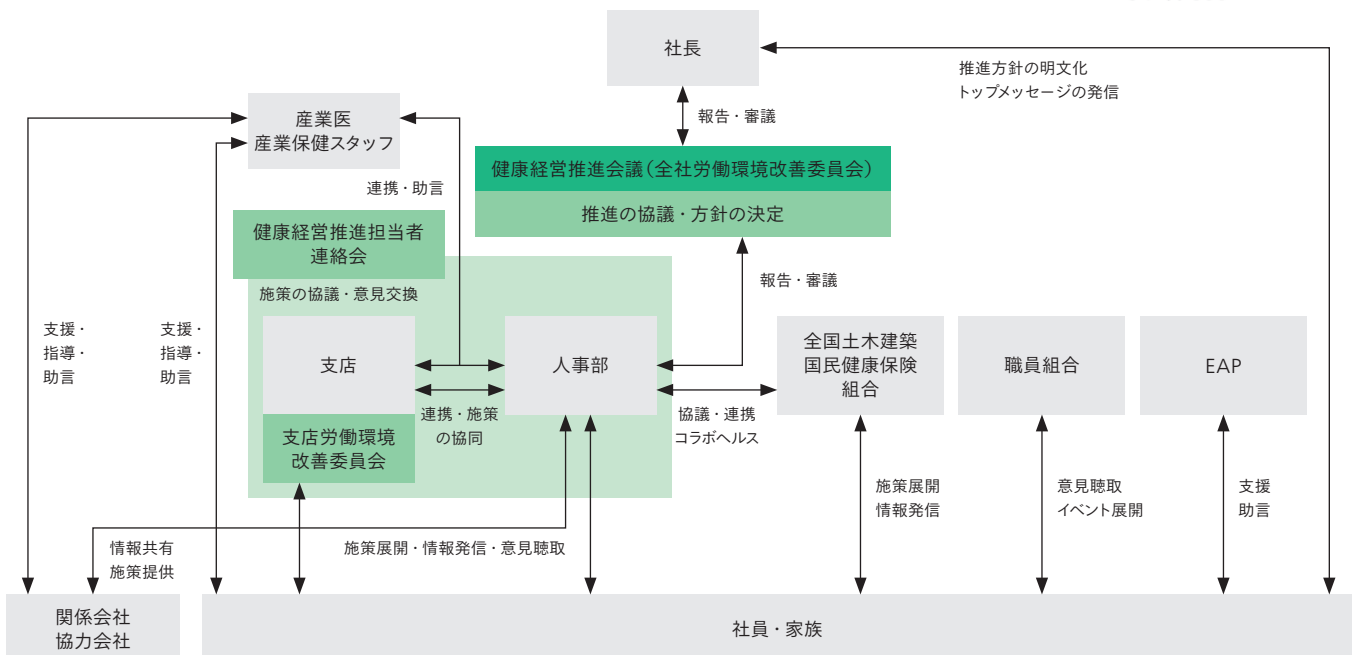 社長
推進方針の明文化
トップメッセージの発信
産業医
産業保健スタッフ
報告・審議
健康経営推進会議(全社労働環境改善委員会)
連携・助言
推進の協議・方針の決定
健康経営推進担当者
連絡会
施策の協議・意見交換
報告・審議
支援・
指導・
助言
支援・
指導・
助言
支店
人事部
全国土木建築
国民健康保険
組合
職員組合
EAP
連携・施策
の協同
協議・連携
コラボヘルス
支店労働環境
改善委員会
施策展開
情報発信
意見聴取
イベント展開
支援
助言
情報共有
施策提供
施策展開・情報発信・意見聴取
関係会社
協力会社
社員・家族